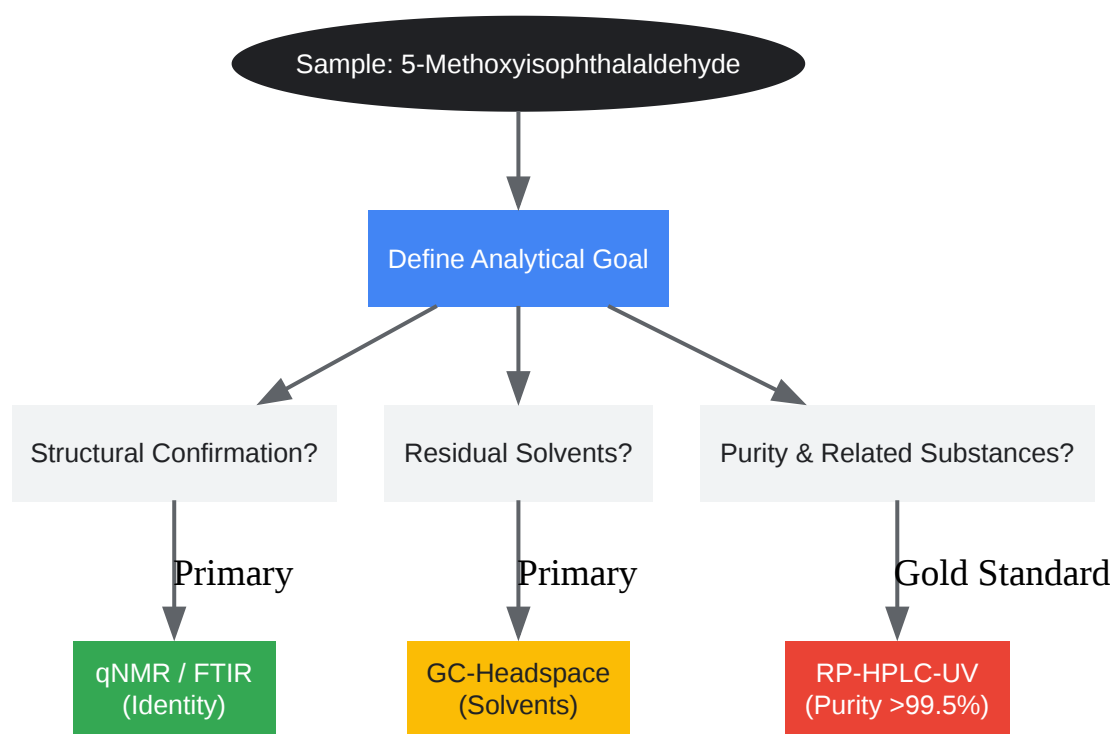 Sample: 5-Methoxyisophthalaldehyde
Define Analytical Goal
Structural Confirmation?
Residual Solvents?
Purity & Related Substances?
Primary
Primary
Gold Standard
qNMR / FTIR
(Identity)
GC-Headspace
(Solvents)
RP-HPLC-UV
(Purity >99.5%)